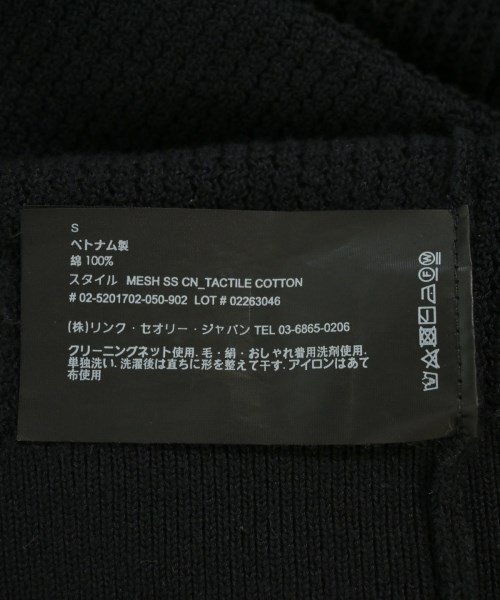 S
ベトナム製
綿 100%
スタイル MESH SS CN_TACTILE COTTON
# 02-5201702-050-902 LOT # 02263046
(株)リンク・セオリー・ジャパン TEL 03-6865-0206
クリーニングネット使用. 毛・絹・おしゃれ着用洗剤使用.
単独洗い. 洗濯後は直ちに形を整えて干す. アイロンはあて
布使用